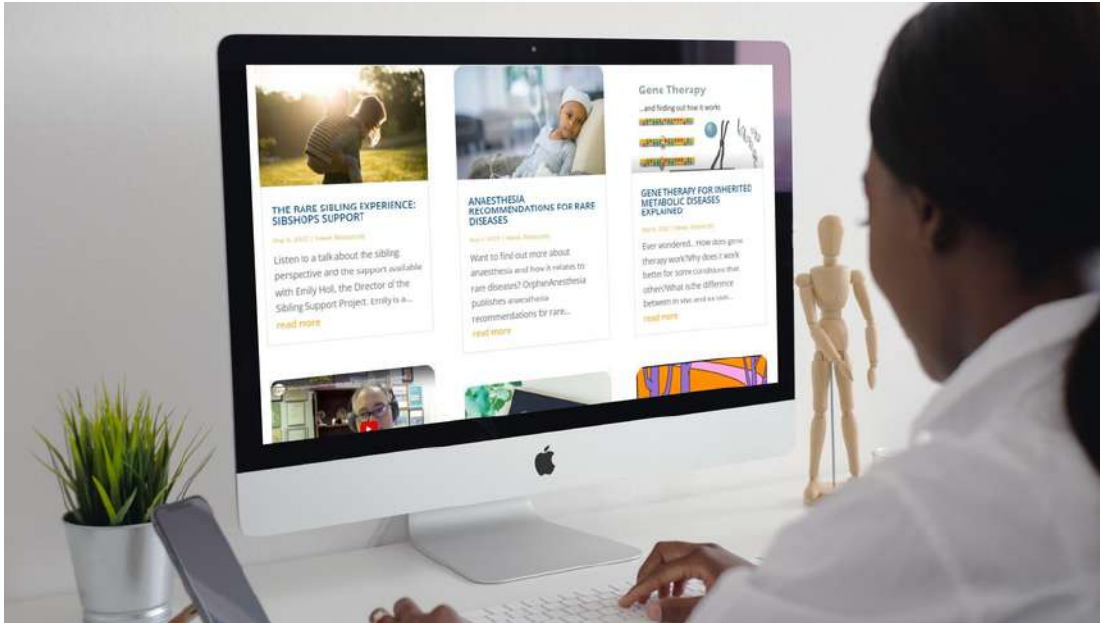 THE RARE SIBLING EXPERIENCE:
SIBSHOPS SUPPORT
Listen to a talk about the sibling
perspective and the support available
with Emily Holl, the Director of the
Sibling Support Project. Emily is a...
read more
ANAESTHESIA
RECOMMENDATIONS FOR RARE
DISEASES
Want to find out more about
anaesthesia and how it relates to
rare diseases? OrphanAnesthesia
publishes anaesthesia
recommendations for rare...
read more
Gene Therapy
...and finding out how it works
GENE THERAPY FOR INHERITED
METABOLIC DISEASES
EXPLAINED
Ever wondered... How does gene
therapy work?Why does it work
better for some conditions that
others?What is the difference
between in vivo and ex vivo...
read more